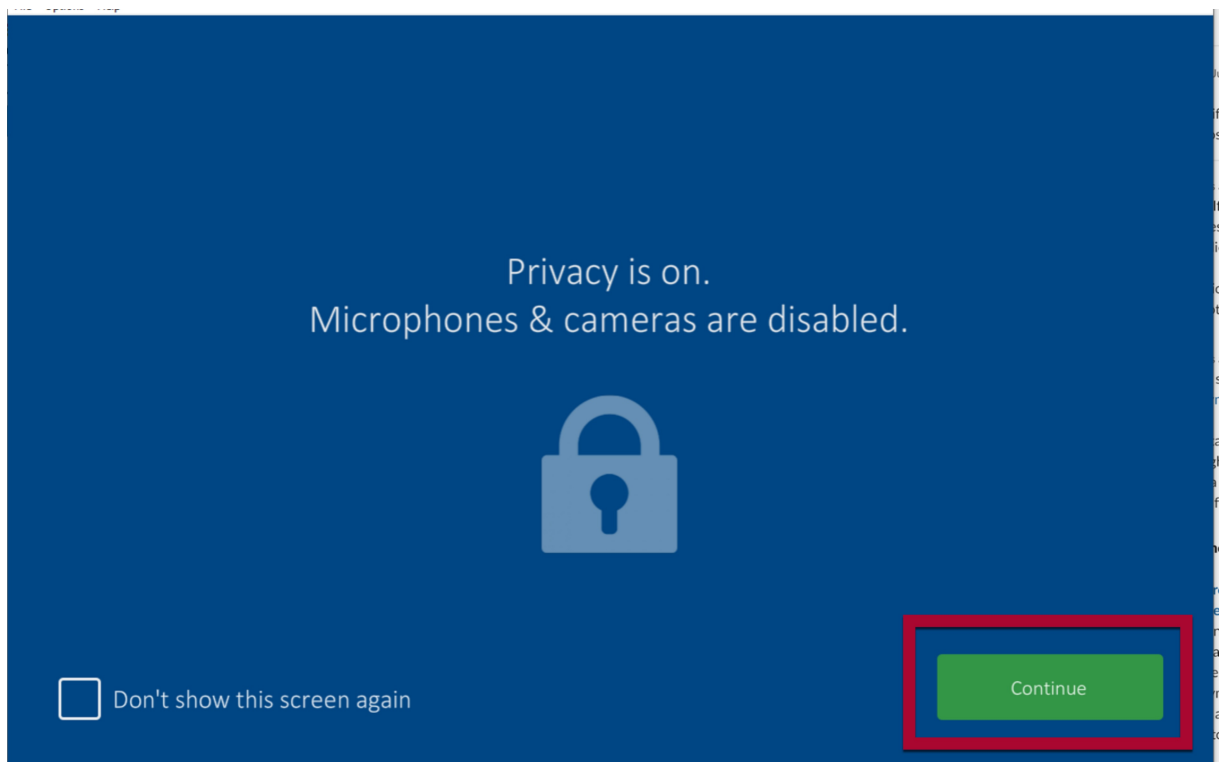 Privacy is on.
Microphones & cameras are disabled.
Don't show this screen again
Continue